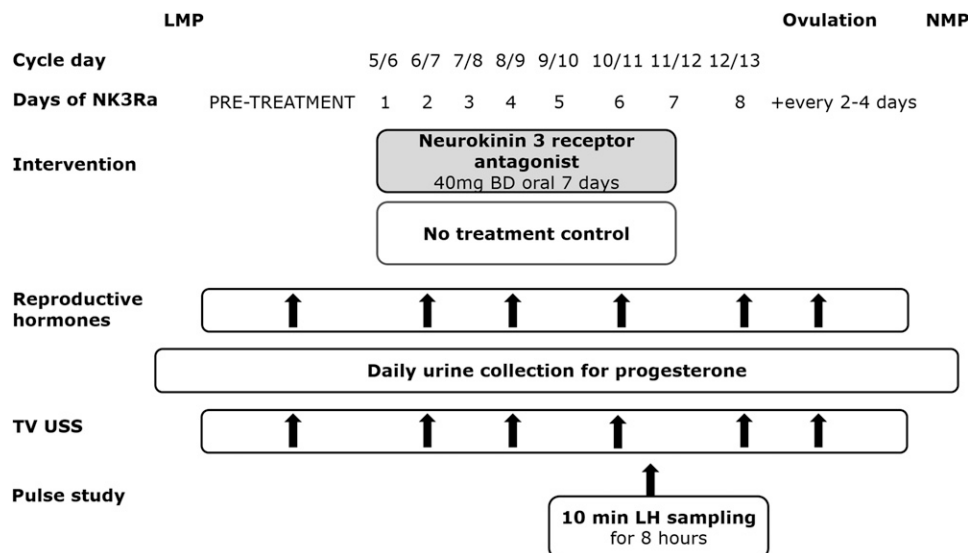 LMP Ovulation NMP
Cycle day 5/6 6/7 7/8 8/9 9/10 10/11 11/12 12/13
Days of NK3Ra PRE-TREATMENT 1 2 3 4 5 6 7 8 +every 2-4 days
Intervention
Neurokinin 3 receptor
antagonist
40mg BD oral 7 days
No treatment control
Reproductive
hormones
Daily urine collection for progesterone
TV USS
Pulse study
10 min LH sampling
for 8 hours